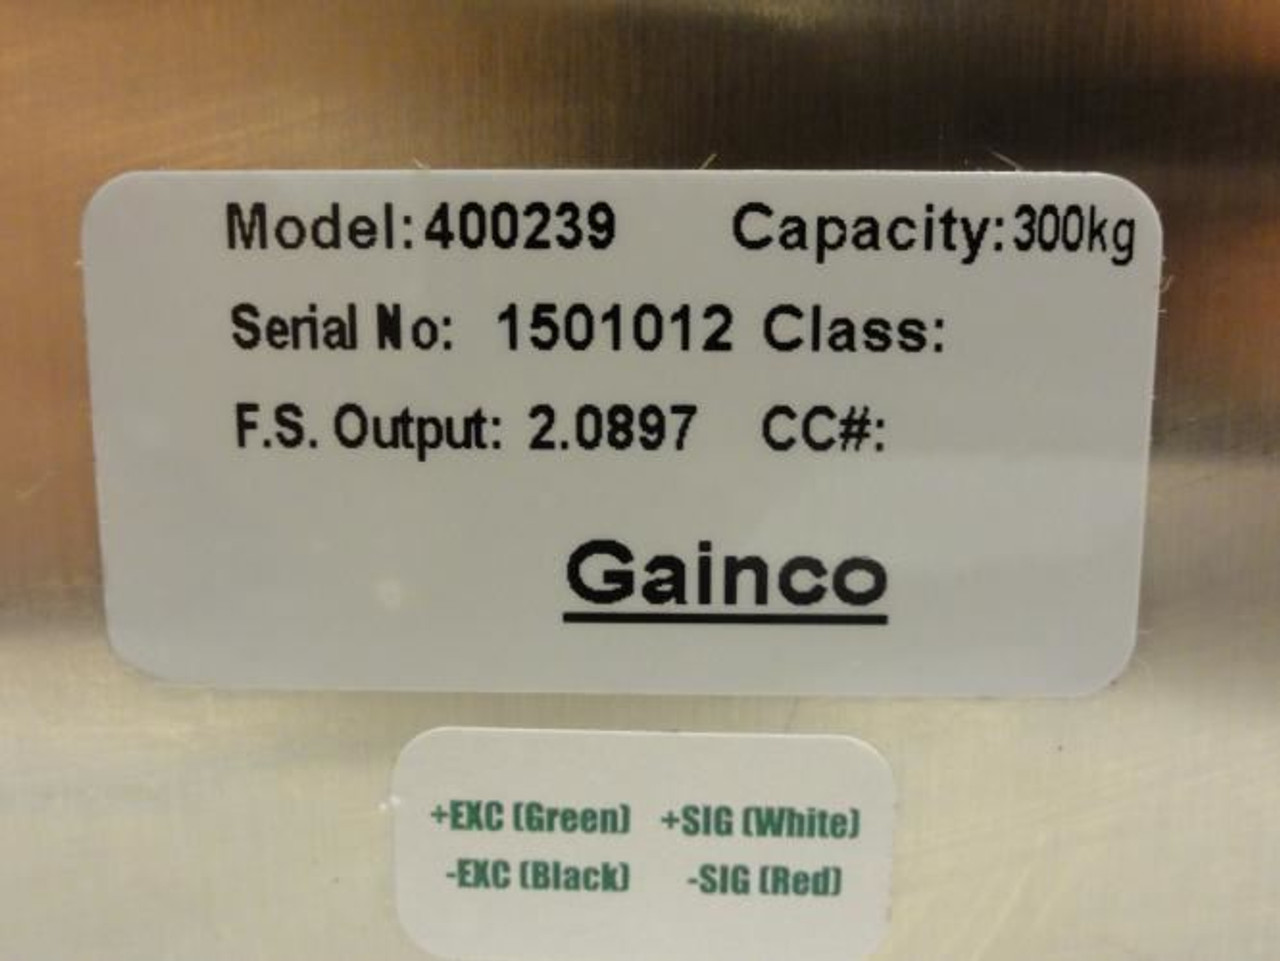 Model:400239 Capacity:300kg
Serial No: 1501012 Class:
F.S. Output: 2.0897 CC#:
Gainco
+EXC (Green) +SIG (White)
-EXC (Black) -SIG (Red)